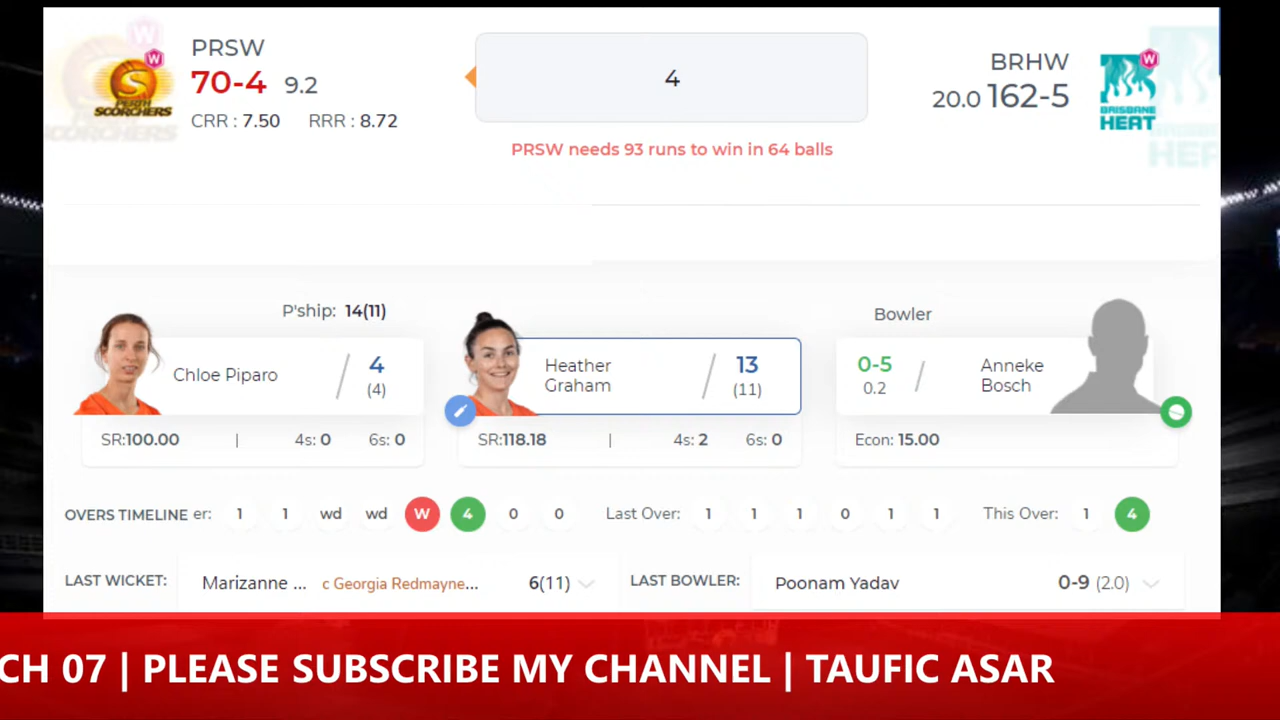 PRSW
70-4 9.2
CRR : 7.50 RRR : 8.72
4
PRSW needs 93 runs to win in 64 balls
BRHW
20.0 162-5
W
PERTH
SCORCHERS
W
BRISBANE
HEAT
P'ship: 14(11)
Chloe Piparo
4
(4)
SR:100.00 | 4s: 0 6s: 0
Heather
Graham
13
(11)
SR:118.18 | 4s: 2 6s: 0
Bowler
0-5
0.2
Anneke
Bosch
Econ: 15.00
OVERS TIMELINE er: 1 1 wd wd W 4 0 0 Last Over: 1 1 1 0 1 1 This Over: 1 4
LAST WICKET: Marizanne ... c Georgia Redmayne... 6(11) LAST BOWLER: Poonam Yadav 0-9 (2.0)
CH 07 | PLEASE SUBSCRIBE MY CHANNEL | TAUFIC ASAR